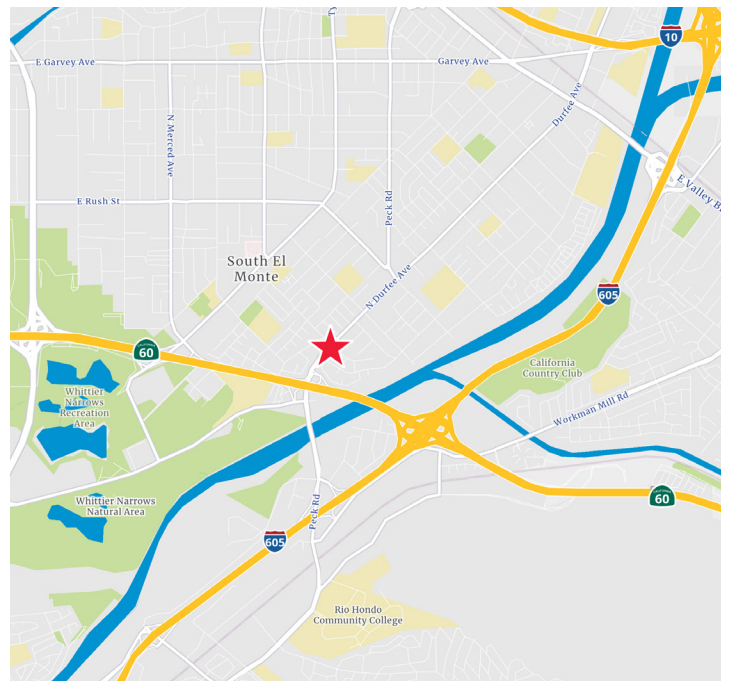 Ty
10
E Garvey Ave
Garvey Ave
Durfee Ave
N Merced Ave
E Valley B
E Rush St
Peck Rd
South El
Monte
N Durfee Ave
605
60
California
Country Club
Whittier
Narrows
Recreation
Area
Workman Mill Rd
Whittier Narrows
Natural Area
Peck Rd
60
605
Rio Hondo
Community College